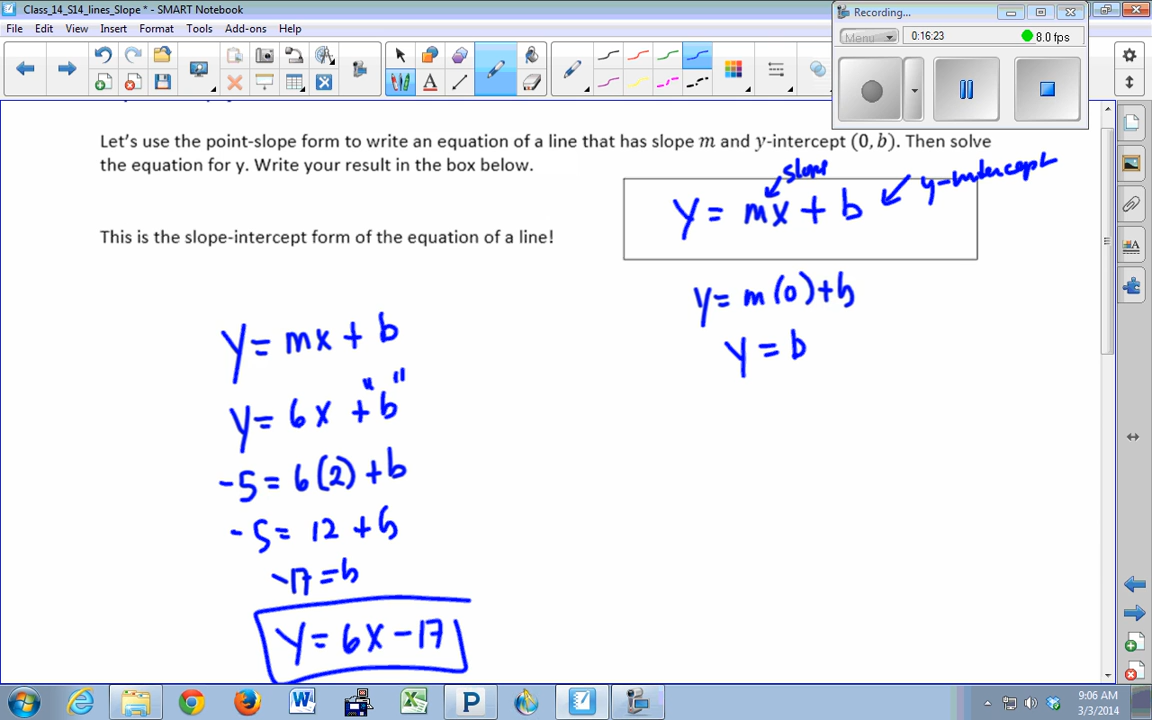 Class_14_S14_lines_Slope * - SMART Notebook
File Edit View Insert Format Tools Add-ons Help
Recording...
Menu 0:16:23 8.0 fps
Let's use the point-slope form to write an equation of a line that has slope m and y-intercept (0, b). Then solve
the equation for y. Write your result in the box below.
slope
y-intercept
y = mx + b
This is the slope-intercept form of the equation of a line!
y = m(0) + b
y = b
y = mx + b
y = 6x + "b"
-5 = 6(2) + b
-5 = 12 + b
-17 = b
y = 6x - 17
9:06 AM
3/3/2014